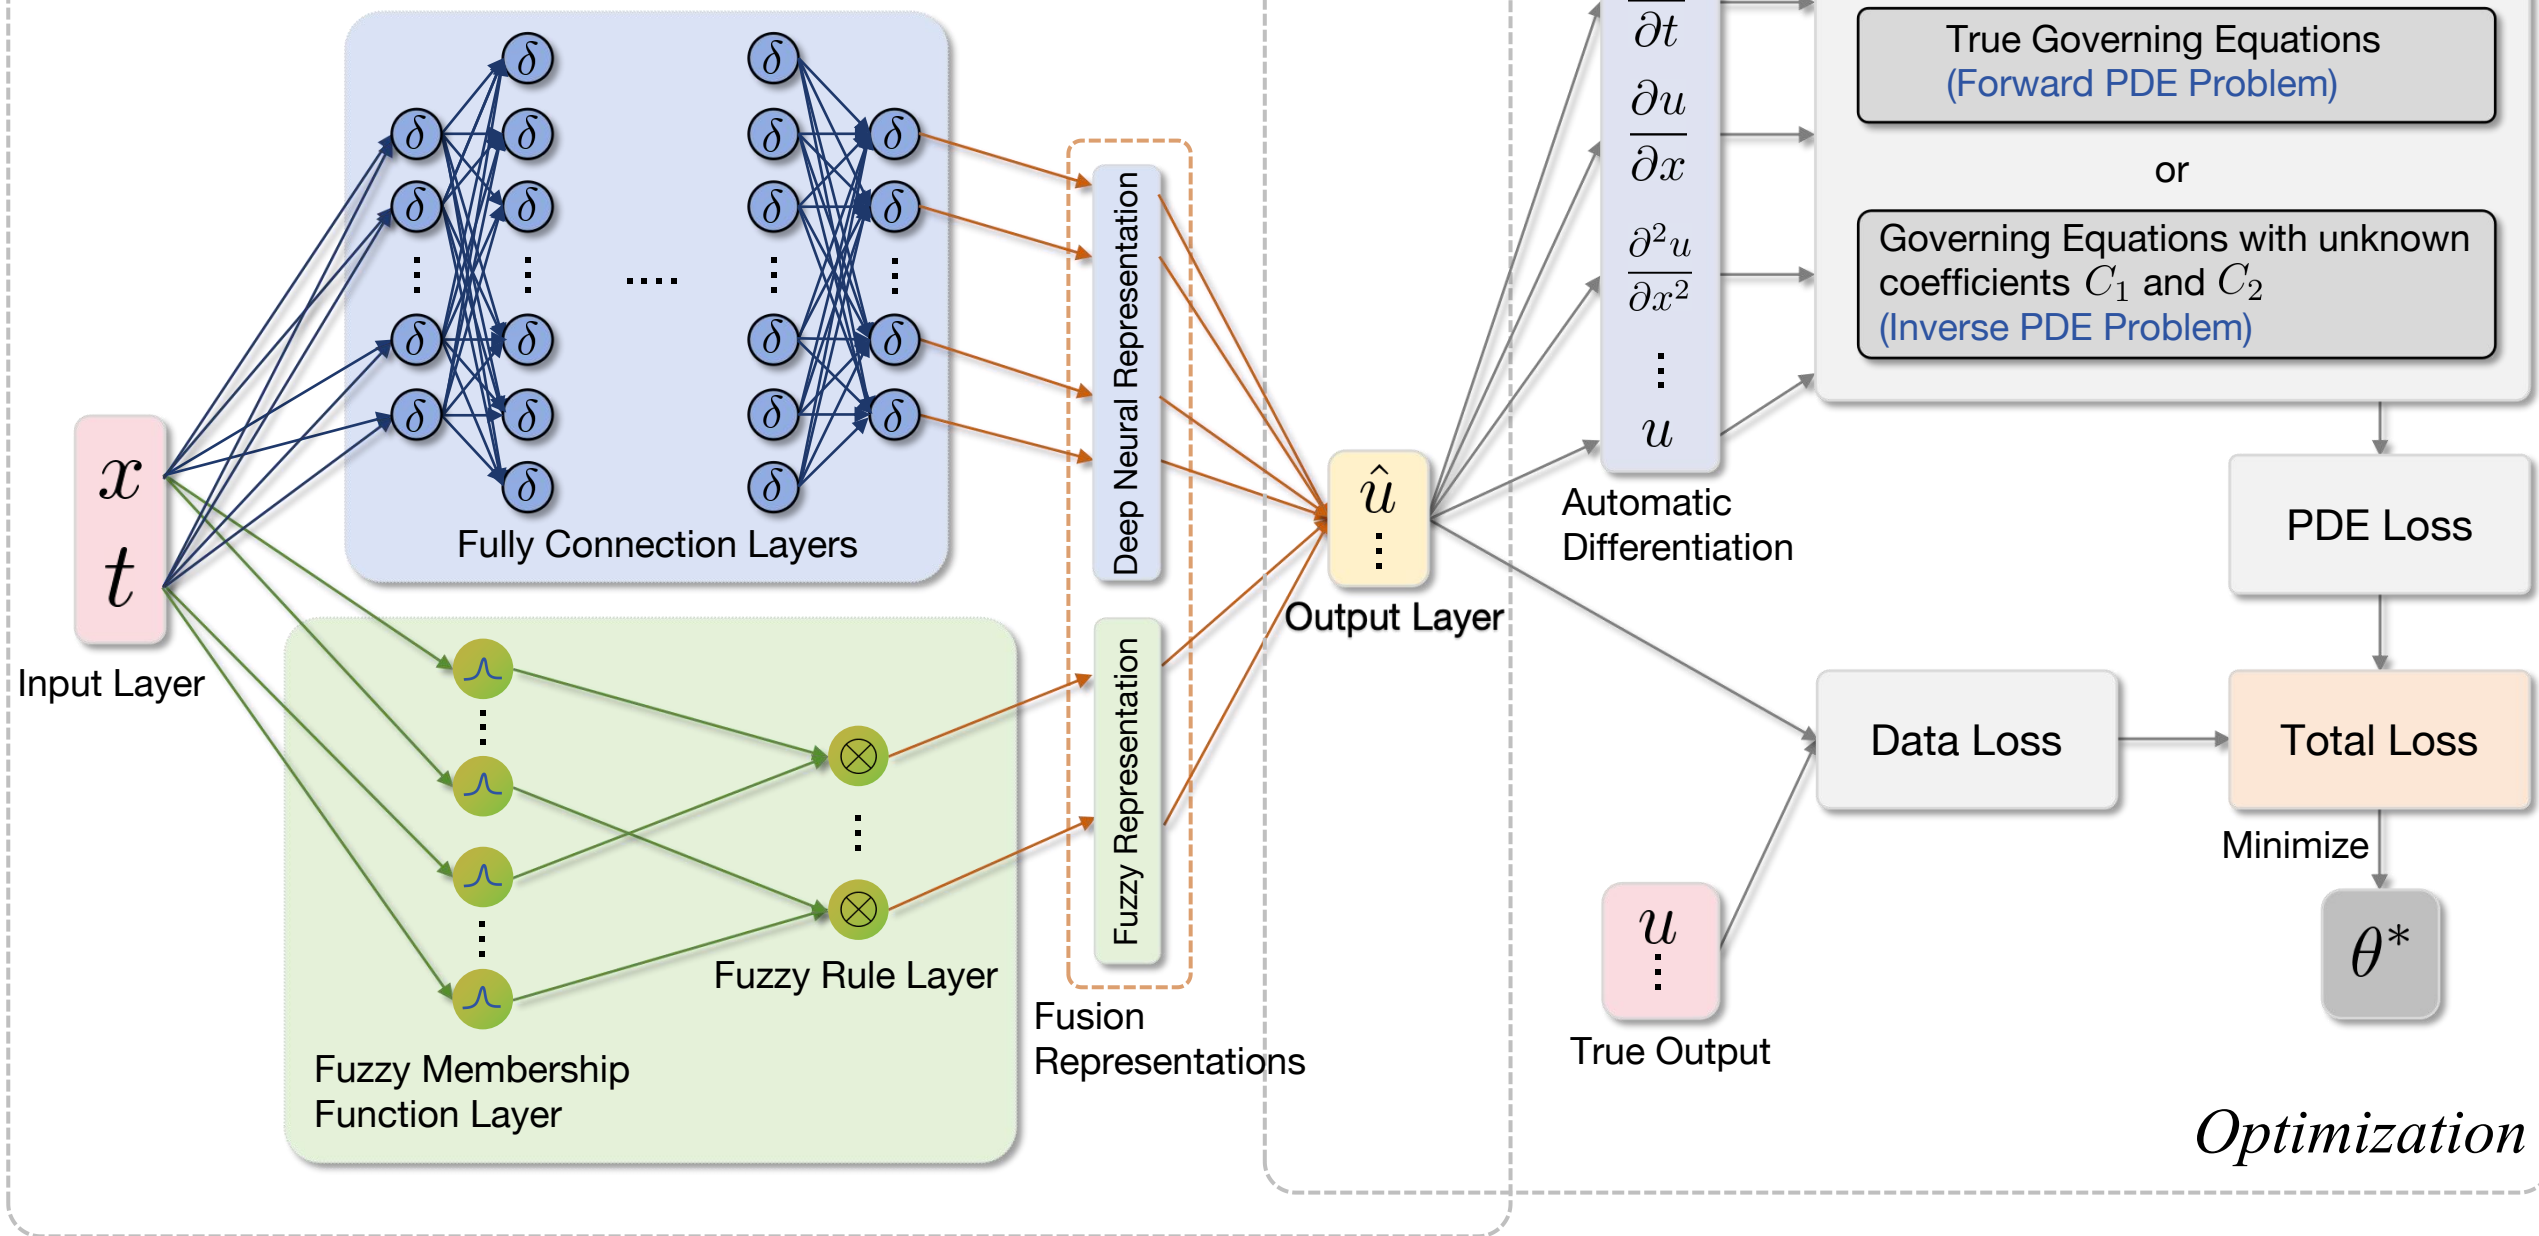 x
t
Input Layer
δ δ
δ δ δ δ
δ δ δ δ
⋮ ⋮ .... ⋮ ⋮
δ δ δ δ
δ δ δ δ
δ δ
Fully Connection Layers
⊗
⋮
⊗
Fuzzy Rule Layer
Fuzzy Membership
Function Layer
Deep Neural Representation
Fuzzy Representation
Fusion
Representations
û
⋮
Output Layer
∂t
∂u
∂x
∂²u
∂x²
⋮
u
Automatic
Differentiation
True Governing Equations
(Forward PDE Problem)
or
Governing Equations with unknown
coefficients C₁ and C₂
(Inverse PDE Problem)
PDE Loss
Data Loss
Total Loss
Minimize
θ*
u
⋮
True Output
Optimization